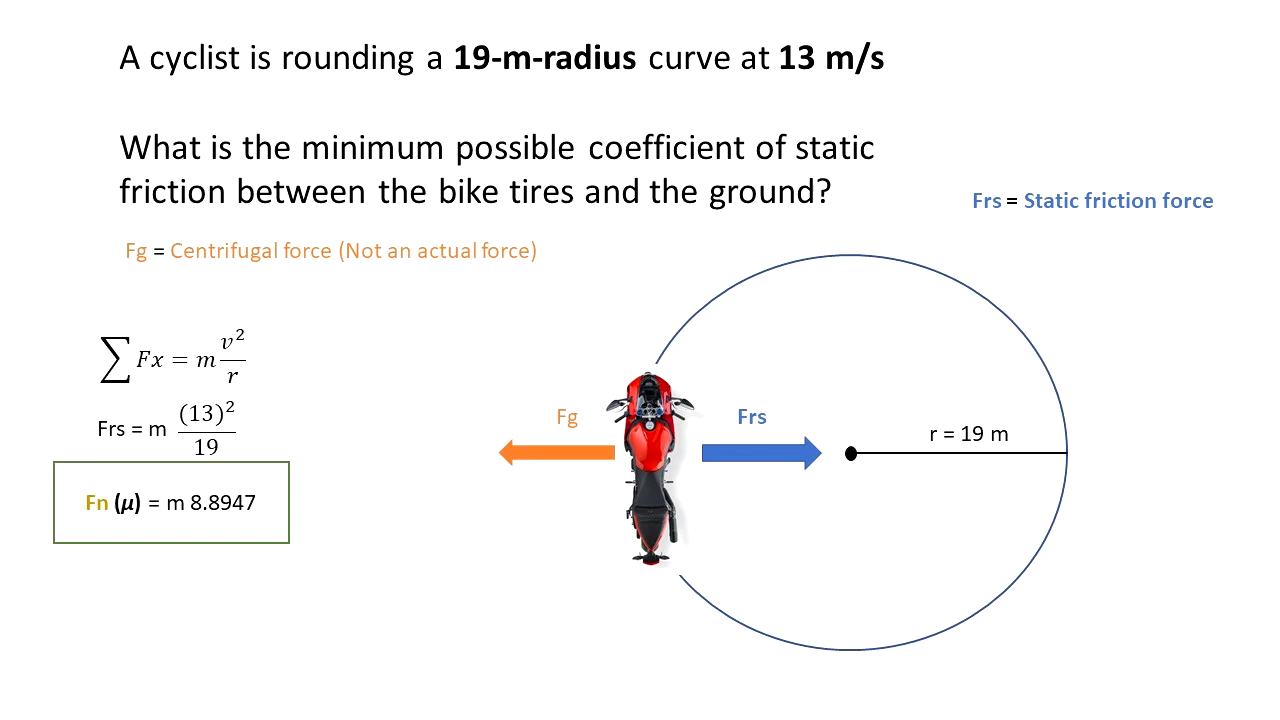 A cyclist is rounding a 19-m-radius curve at 13 m/s
What is the minimum possible coefficient of static
friction between the bike tires and the ground?
Frs = Static friction force
Fg = Centrifugal force (Not an actual force)
∑ Fx = m v²/r
Frs = m (13)²/19
Fn (μ) = m 8.8947
Fg
Frs
r = 19 m